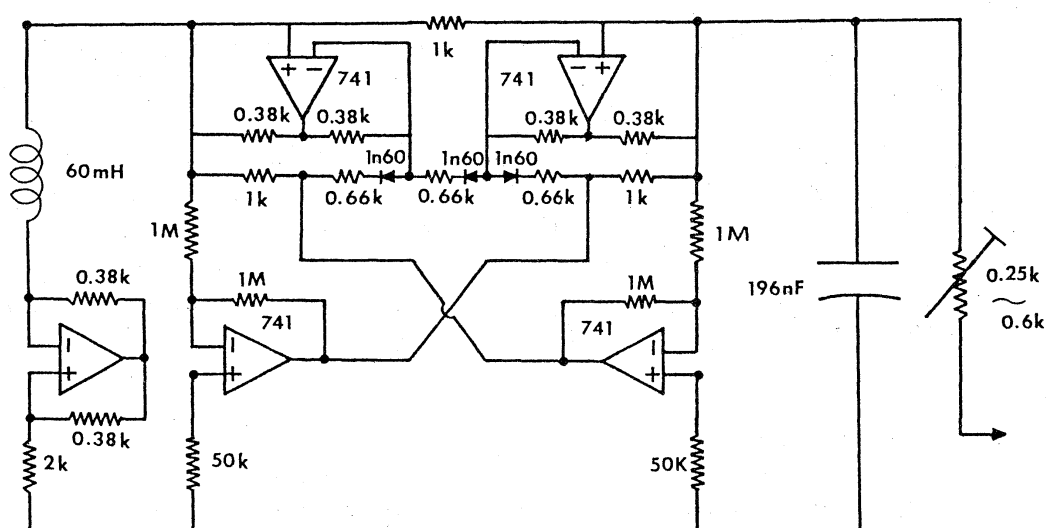 1k
+ − 741
741 − +
0.38k 0.38k
0.38k 0.38k
1n60 1n60 1n60
1k 0.66k 0.66k 0.66k 1k
60mH
1M
1M
0.38k
1M
741
1M
741
196nF
0.25k
~
0.6k
−
+
−
+
−
+
0.38k
2k
50k
50K